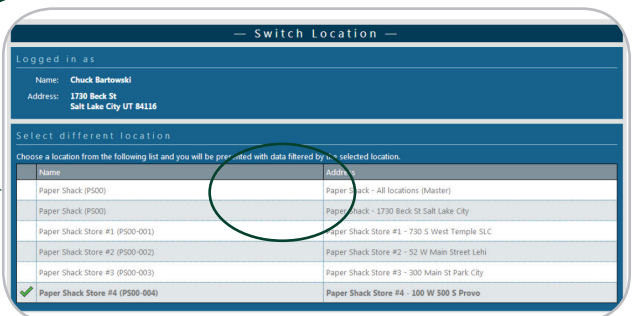 — Switch Location —
Logged in as
Name: Chuck Bartowski
Address: 1730 Beck St
Salt Lake City UT 84116
Select different location
Choose a location from the following list and you will be presented with data filtered by the selected location.
Name Address
Paper Shack (PS00) Paper Shack - All locations (Master)
Paper Shack (PS00) Paper Shack - 1730 Beck St Salt Lake City
Paper Shack Store #1 (PS00-001) Paper Shack Store #1 - 730 S West Temple SLC
Paper Shack Store #2 (PS00-002) Paper Shack Store #2 - 52 W Main Street Lehi
Paper Shack Store #3 (PS00-003) Paper Shack Store #3 - 300 Main St Park City
Paper Shack Store #4 (PS00-004) Paper Shack Store #4 - 100 W 500 S Provo